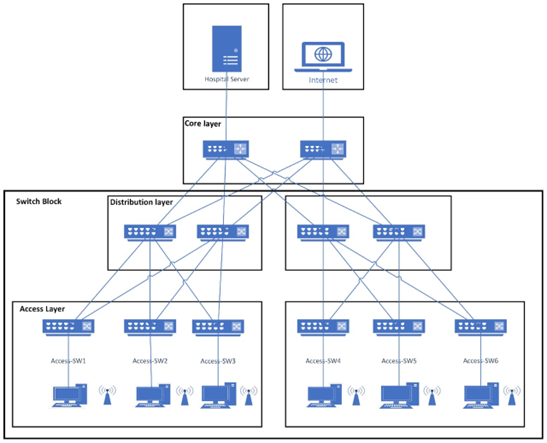 Hospital Server
Internet
Core layer
Switch Block
Distribution layer
Access Layer
Access-SW1
Access-SW2
Access-SW3
Access-SW4
Access-SW5
Access-SW6